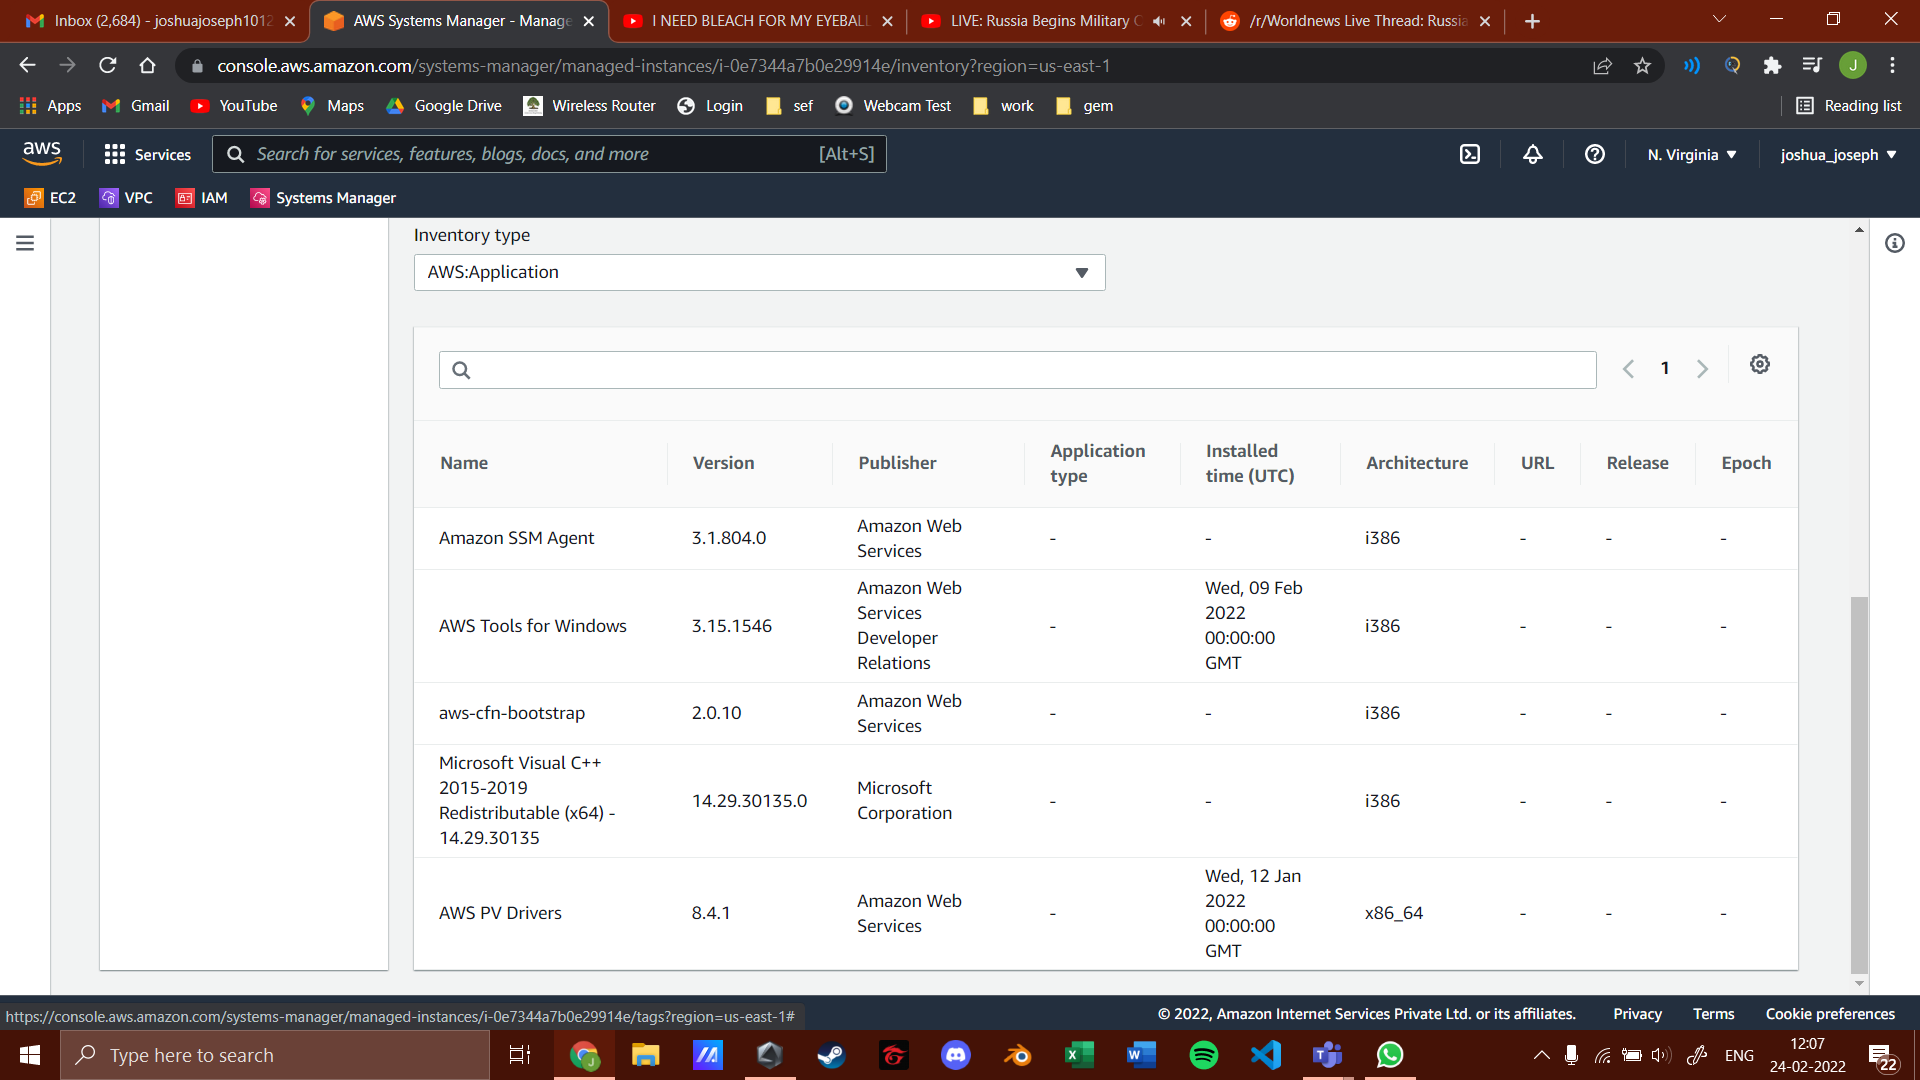 Inbox (2,684) - joshuajoseph1012
AWS Systems Manager - Manage
I NEED BLEACH FOR MY EYEBALL
LIVE: Russia Begins Military O
/r/Worldnews Live Thread: Russia
console.aws.amazon.com/systems-manager/managed-instances/i-0e7344a7b0e29914e/inventory?region=us-east-1
J
Apps Gmail YouTube Maps Google Drive Wireless Router Login sef Webcam Test work gem Reading list
aws Services Search for services, features, blogs, docs, and more [Alt+S] N. Virginia joshua_joseph
EC2 VPC IAM Systems Manager
Inventory type
AWS:Application
1
Name Version Publisher Application type Installed time (UTC) Architecture URL Release Epoch
Amazon SSM Agent 3.1.804.0 Amazon Web Services - - i386 - - -
AWS Tools for Windows 3.15.1546 Amazon Web Services Developer Relations - Wed, 09 Feb 2022 00:00:00 GMT i386 - - -
aws-cfn-bootstrap 2.0.10 Amazon Web Services - - i386 - - -
Microsoft Visual C++ 2015-2019 Redistributable (x64) - 14.29.30135 14.29.30135.0 Microsoft Corporation - - i386 - - -
AWS PV Drivers 8.4.1 Amazon Web Services - Wed, 12 Jan 2022 00:00:00 GMT x86_64 - - -
https://console.aws.amazon.com/systems-manager/managed-instances/i-0e7344a7b0e29914e/tags?region=us-east-1#
© 2022, Amazon Internet Services Private Ltd. or its affiliates. Privacy Terms Cookie preferences
Type here to search
ENG
12:07
24-02-2022
22